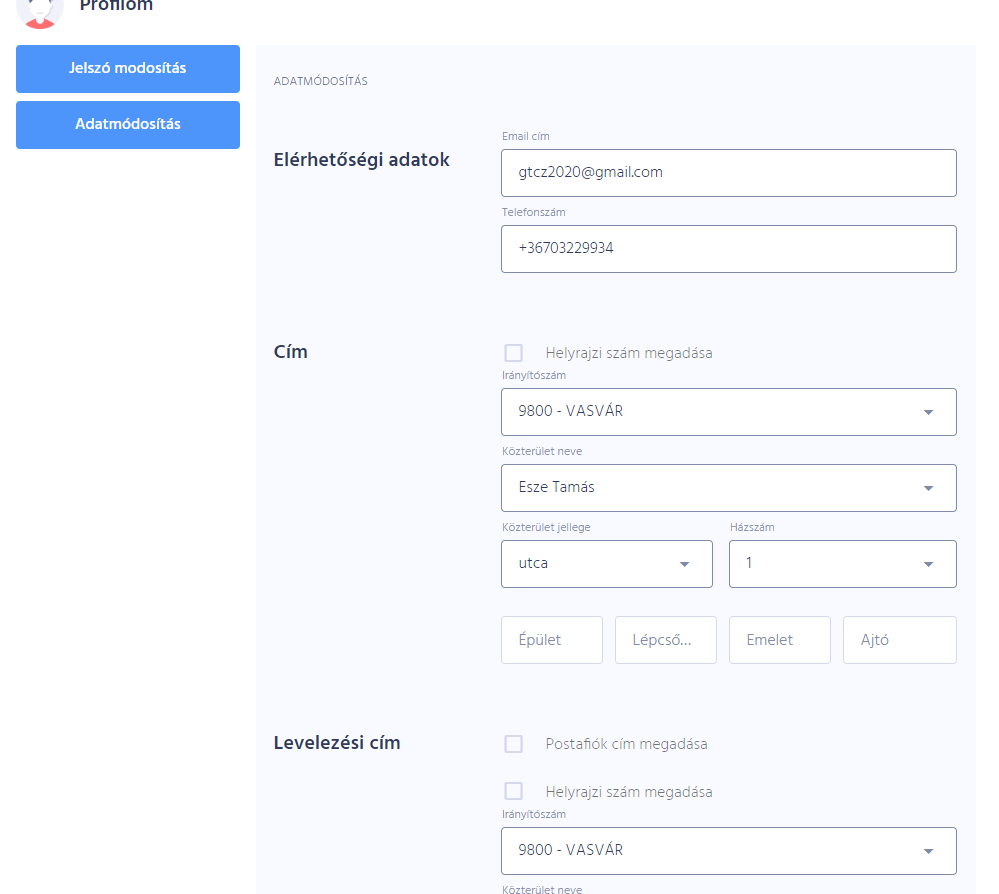 Profilom
Jelszó modosítás
Adatmódosítás
ADATMÓDOSÍTÁS
Elérhetőségi adatok
Email cím
gtcz2020@gmail.com
Telefonszám
+36703229934
Cím
Helyrajzi szám megadása
Irányítószám
9800 - VASVÁR
Közterület neve
Esze Tamás
Közterület jellege
Házszám
utca
1
Épület
Lépcső...
Emelet
Ajtó
Levelezési cím
Postafiók cím megadása
Helyrajzi szám megadása
Irányítószám
9800 - VASVÁR
Közterület neve